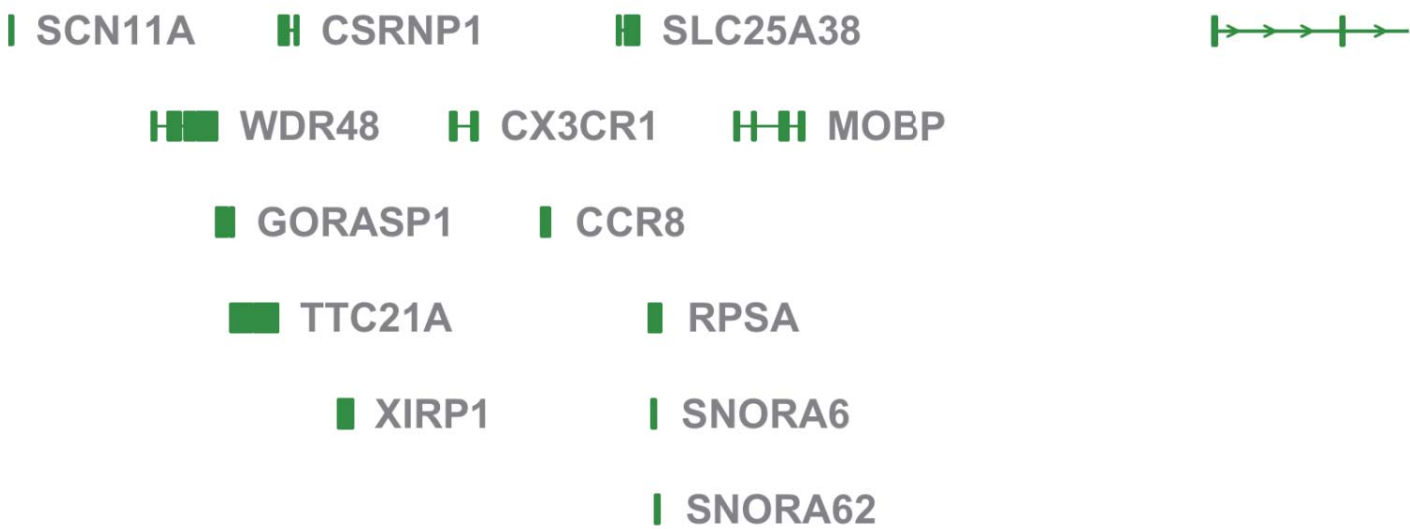 SCN11A CSRNP1 SLC25A38
WDR48 CX3CR1 MOBP
GORASP1 CCR8
TTC21A RPSA
XIRP1 SNORA6
SNORA62